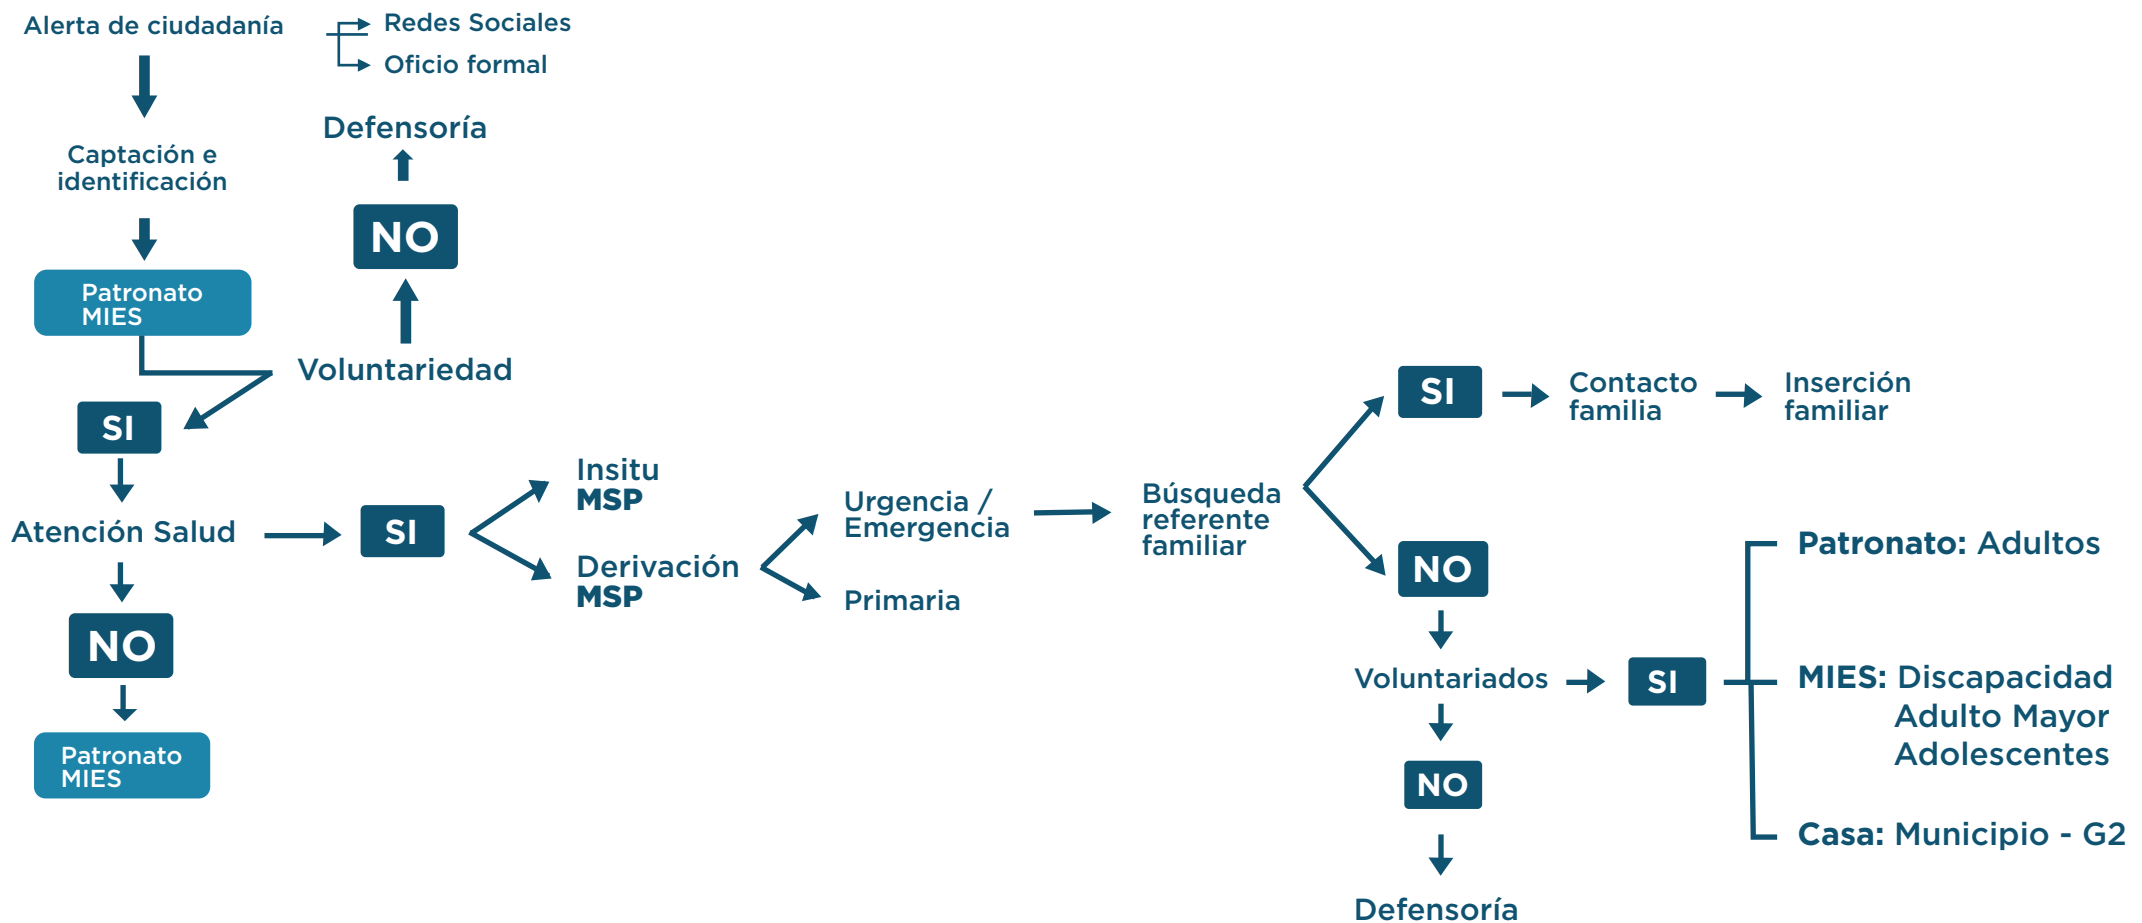 Alerta de ciudadanía
Redes Sociales
Oficio formal
Captación e
identificación
Defensoría
NO
Patronato
MIES
Voluntariedad
SI
Atención Salud
NO
Patronato
MIES
SI
Insitu
MSP
Derivación
MSP
Urgencia /
Emergencia
Primaria
Búsqueda
referente
familiar
SI
Contacto
familia
Inserción
familiar
NO
Voluntariados
SI
Patronato: Adultos
MIES: Discapacidad
Adulto Mayor
Adolescentes
Casa: Municipio - G2
NO
Defensoría